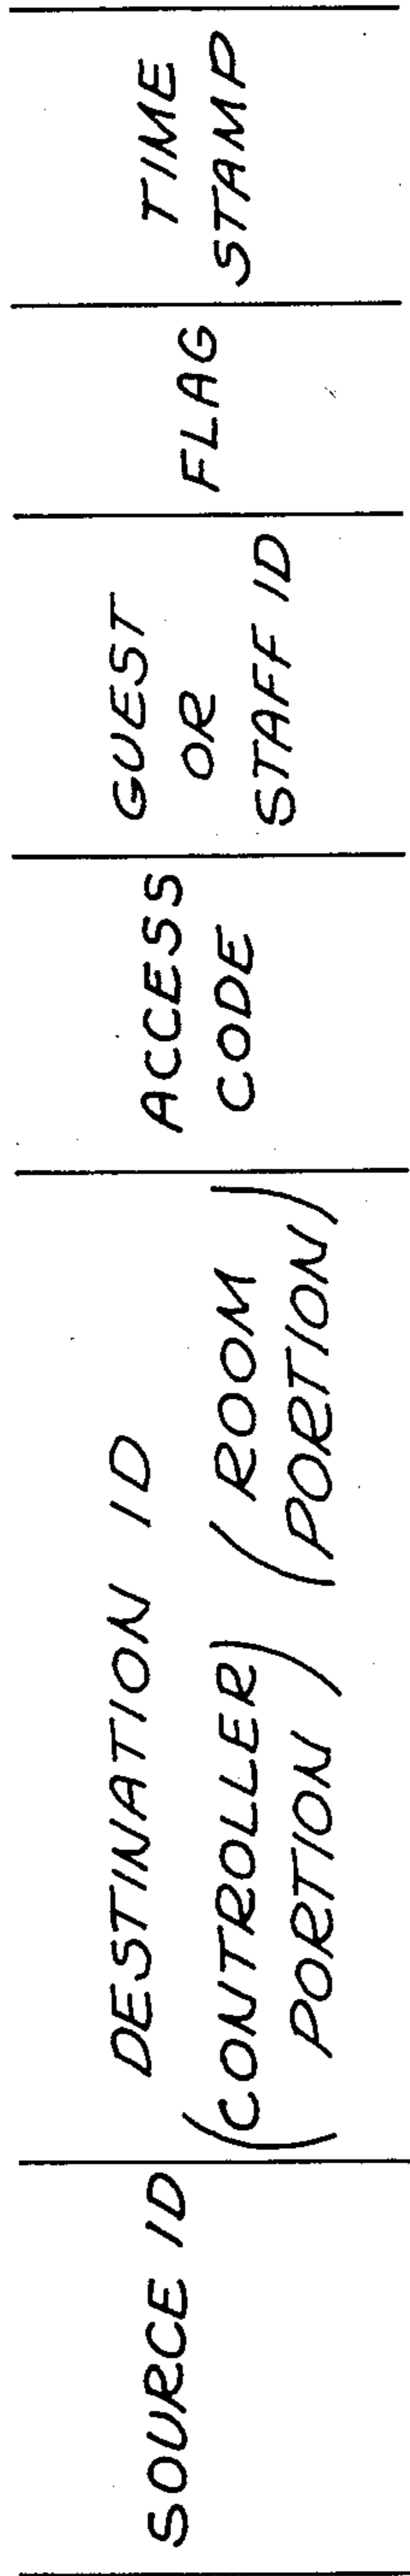 SOURCE ID
DESTINATION ID
(CONTROLLER PORTION) (ROOM PORTION)
ACCESS
CODE
GUEST
OR
STAFF ID
FLAG
TIME
STAMP